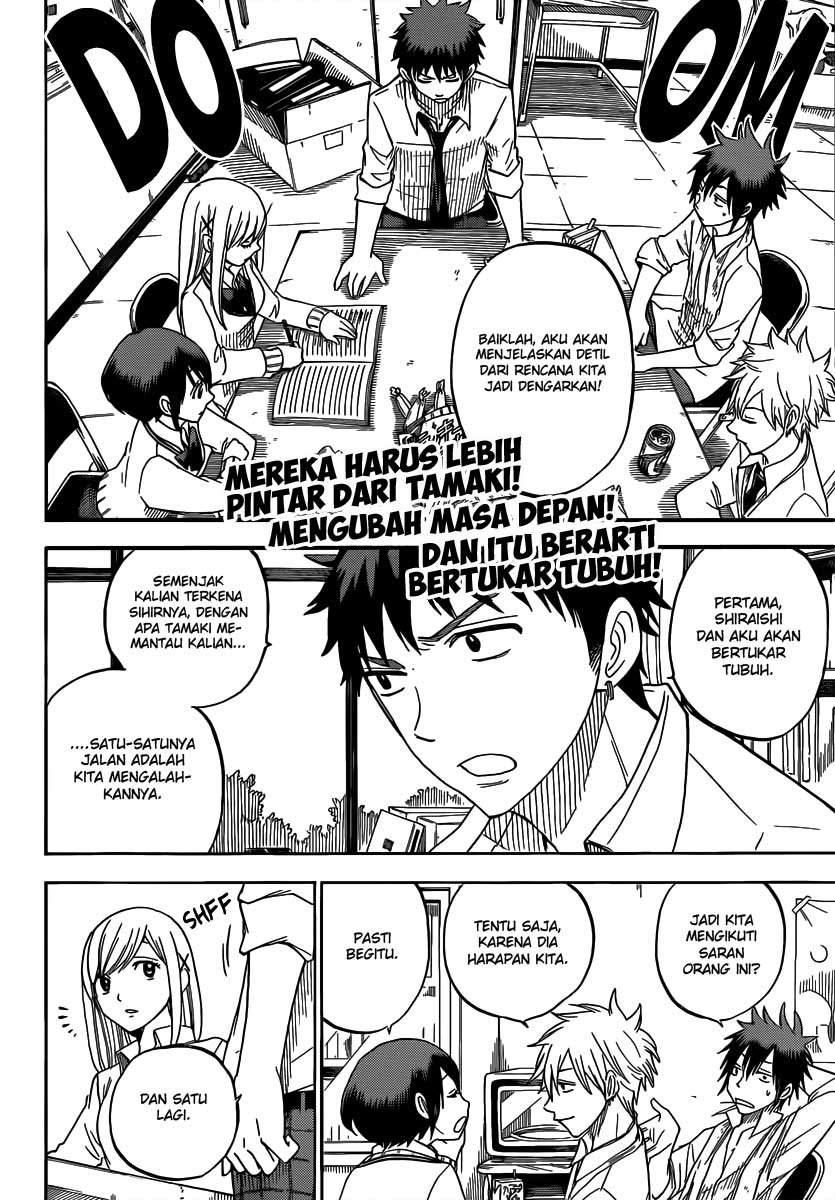 DO
OM
BAIKLAH, AKU AKAN
MENJELASKAN DETIL
DARI RENCANA KITA
JADI DENGARKAN!
MEREKA HARUS LEBIH
PINTAR DARI TAMAKI!
MENGUBAH MASA DEPAN!
DAN ITU BERARTI
BERTUKAR TUBUH!
PERTAMA,
SHIRAISHI
DAN AKU AKAN
BERTUKAR
TUBUH.
SEMENJAK
KALIAN TERKENA
SIHIRNYA, DENGAN
APA TAMAKI ME-
MANTAU KALIAN...
....SATU-SATUNYA
JALAN ADALAH
KITA MENGALAH-
KANNYA.
JADI KITA
MENGIKUTI
SARAN
ORANG INI?
TENTU SAJA,
KARENA DIA
HARAPAN KITA.
PASTI
BEGITU.
SHFF
DAN SATU
LAGI.